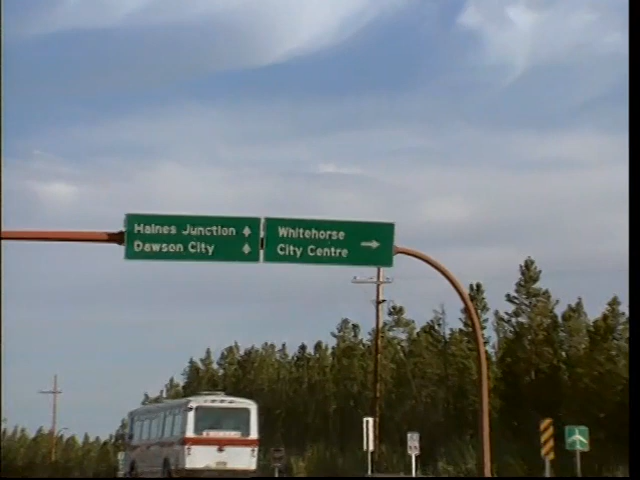 Haines Junction
Dawson City
Whitehorse
City Centre